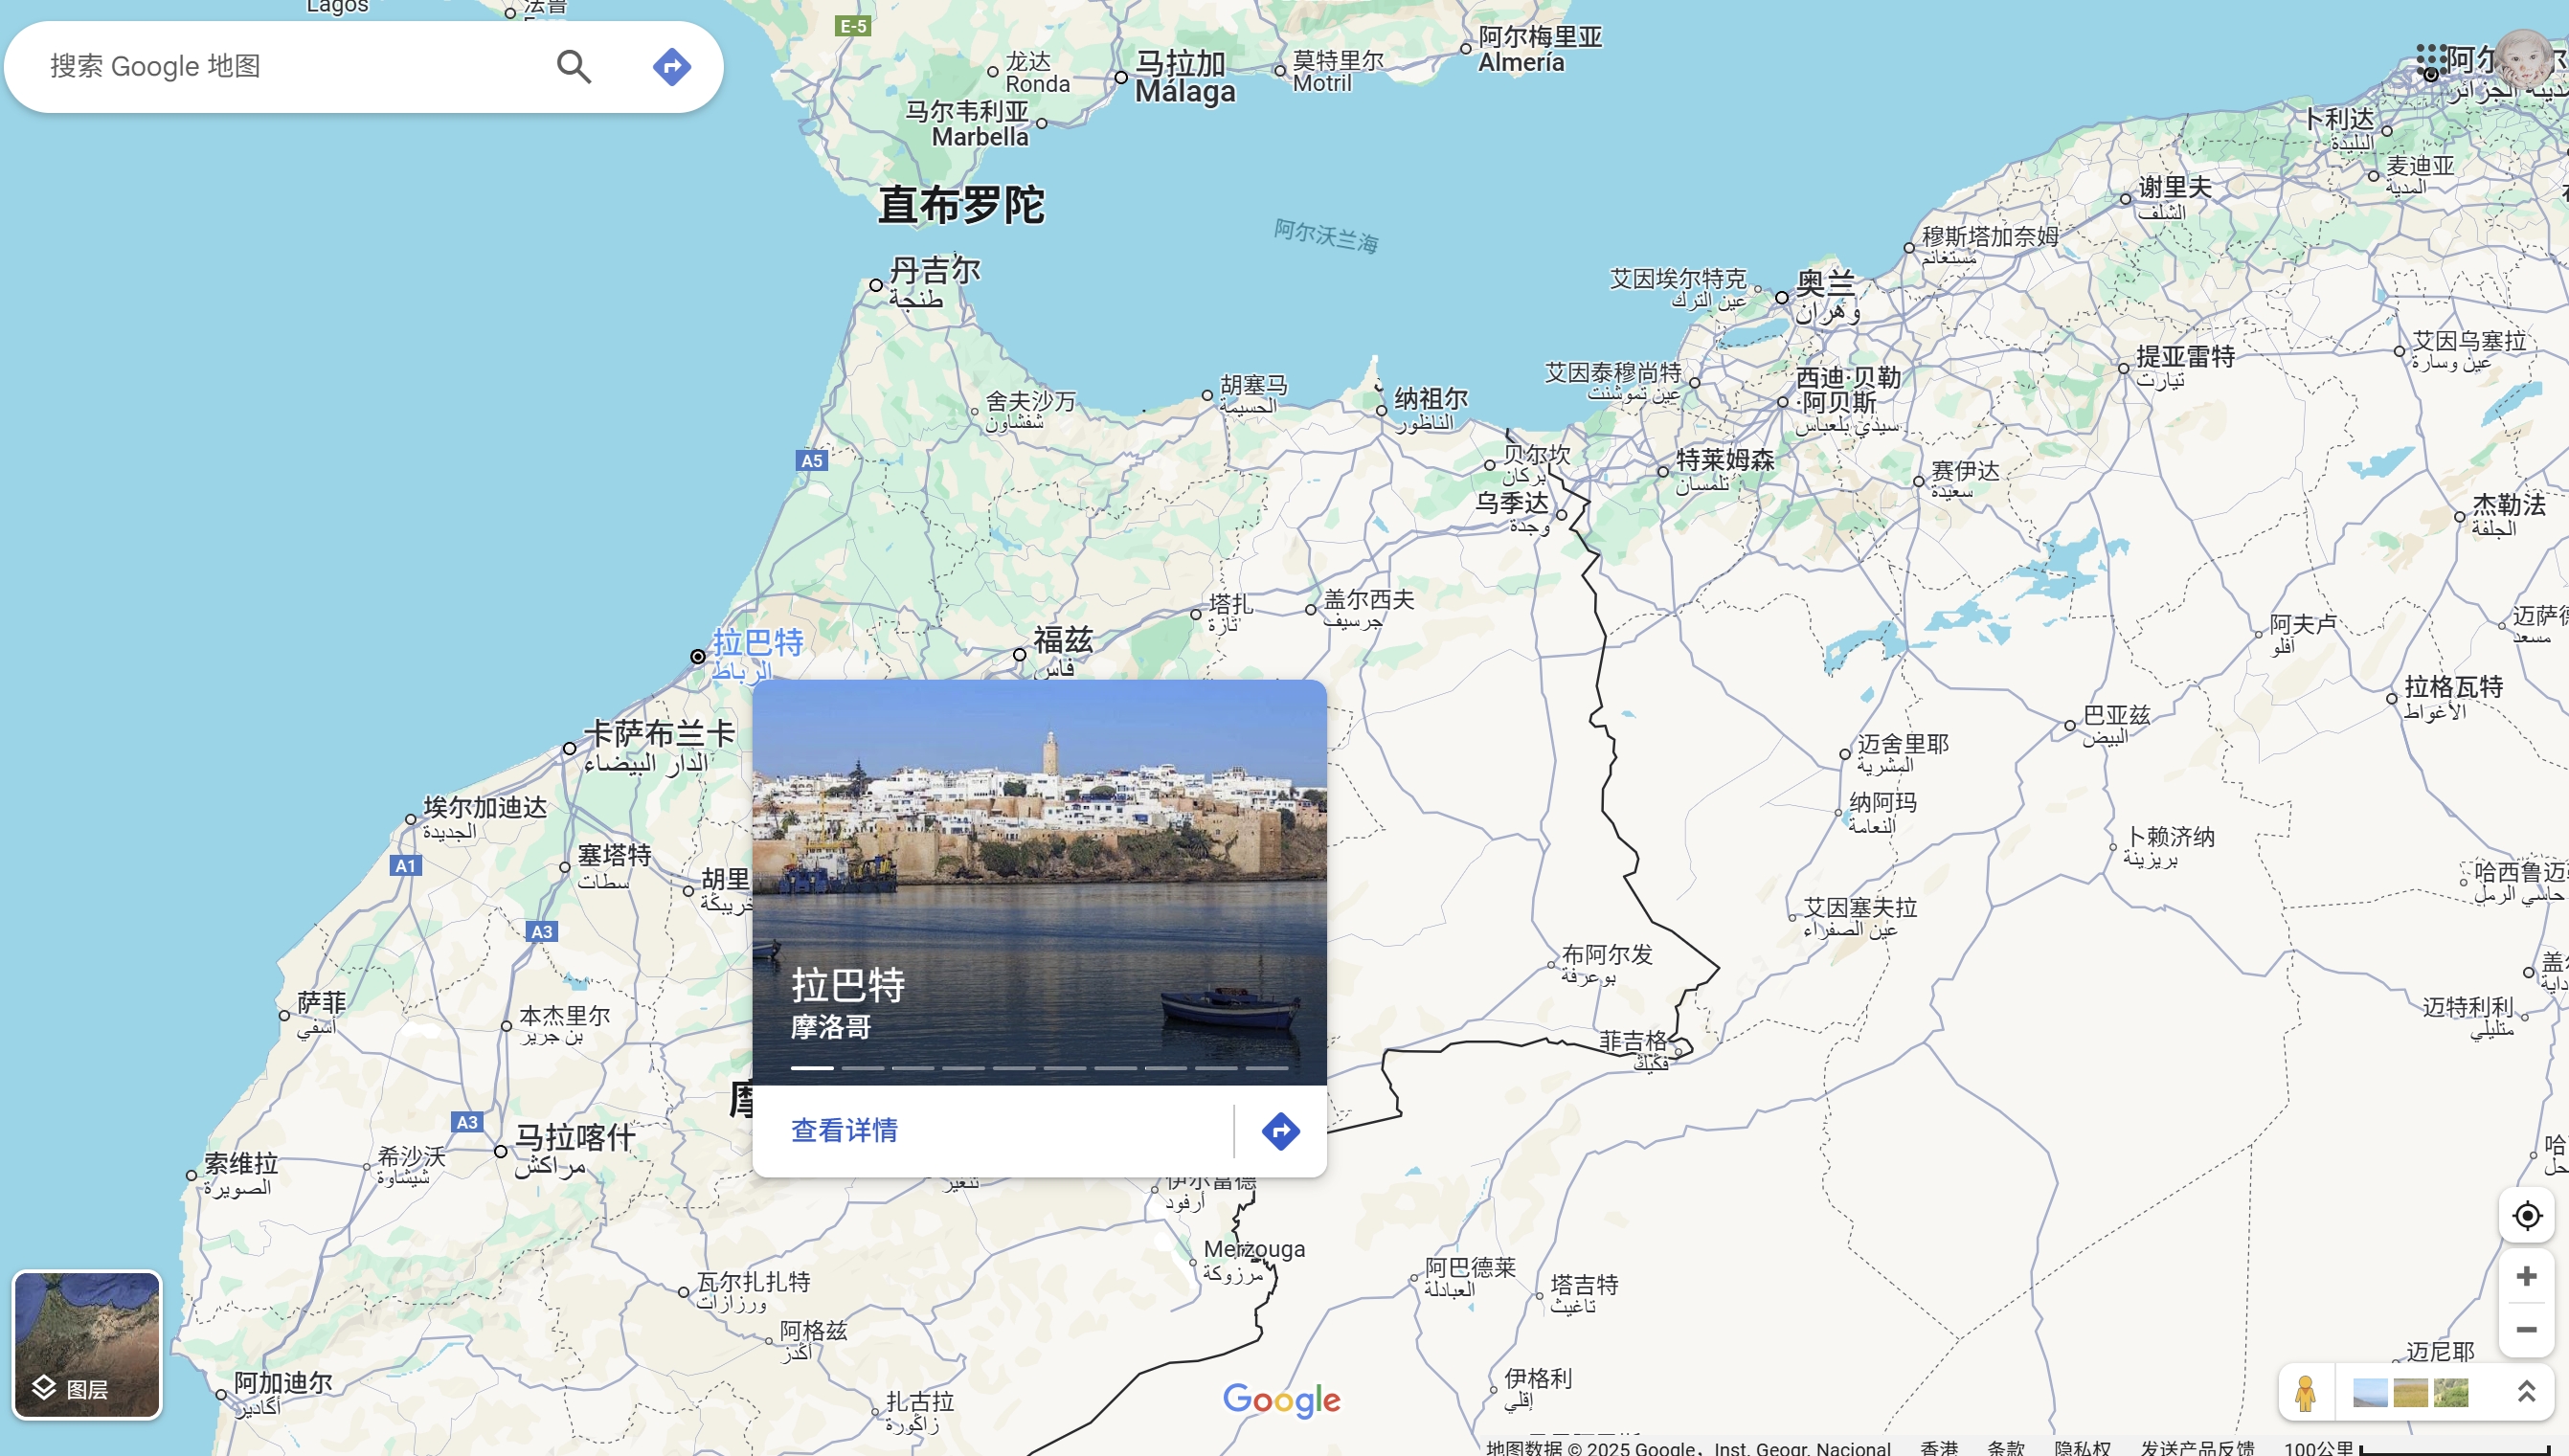 Lagos
法鲁
E-5
搜索 Google 地图
龙达
Ronda
马拉加
Málaga
莫特里尔
Motril
阿尔梅里亚
Almería
马尔韦利亚
Marbella
直布罗陀
阿尔沃兰海
卜利达
البليدة
麦迪亚
المدية
谢里夫
الشلف
穆斯塔加奈姆
مستغانم
丹吉尔
طنجة
艾因埃尔特克
عين الترك
奥兰
وهران
艾因乌塞拉
عين وسارة
提亚雷特
تيارت
艾因泰穆尚特
عين تموشنت
西迪·贝勒
·阿贝斯
سيدي بلعباس
舍夫沙万
شفشاون
胡塞马
الحسيمة
纳祖尔
الناظور
A5
贝尔坎
بركان
特莱姆森
تلمسان
赛伊达
سعيدة
乌季达
وجدة
杰勒法
الجلفة
塔扎
تازة
盖尔西夫
جرسيف
阿夫卢
أفلو
مسعد
拉巴特
الرباط
福兹
فاس
拉格瓦特
الأغواط
巴亚兹
البيض
卡萨布兰卡
الدار البيضاء
迈舍里耶
المشرية
埃尔加迪达
الجديدة
纳阿玛
النعامة
卜赖济纳
بريزينة
A1
塞塔特
سطات
胡里
خريبكة
حاسي الرمل
艾因塞夫拉
عين الصفراء
A3
布阿尔发
بوعرفة
拉巴特
摩洛哥
萨菲
آسفي
本杰里尔
بن جرير
迈特利利
متليلي
菲吉格
فكيك
A3
查看详情
马拉喀什
مراكش
希沙沃
شيشاوة
索维拉
الصويرة
تنغير
伊尔富德
أرفود
Merzouga
مرزوكة
阿巴德莱
العبادلة
塔吉特
تاغيت
瓦尔扎扎特
ورزازات
阿格兹
أكدز
图层
阿加迪尔
أكادير
扎古拉
زاكورة
伊格利
إقلي
迈尼耶
Google
地图数据 © 2025 Google，Inst. Geogr. Nacional
香港
条款
隐私权
发送产品反馈
100公里